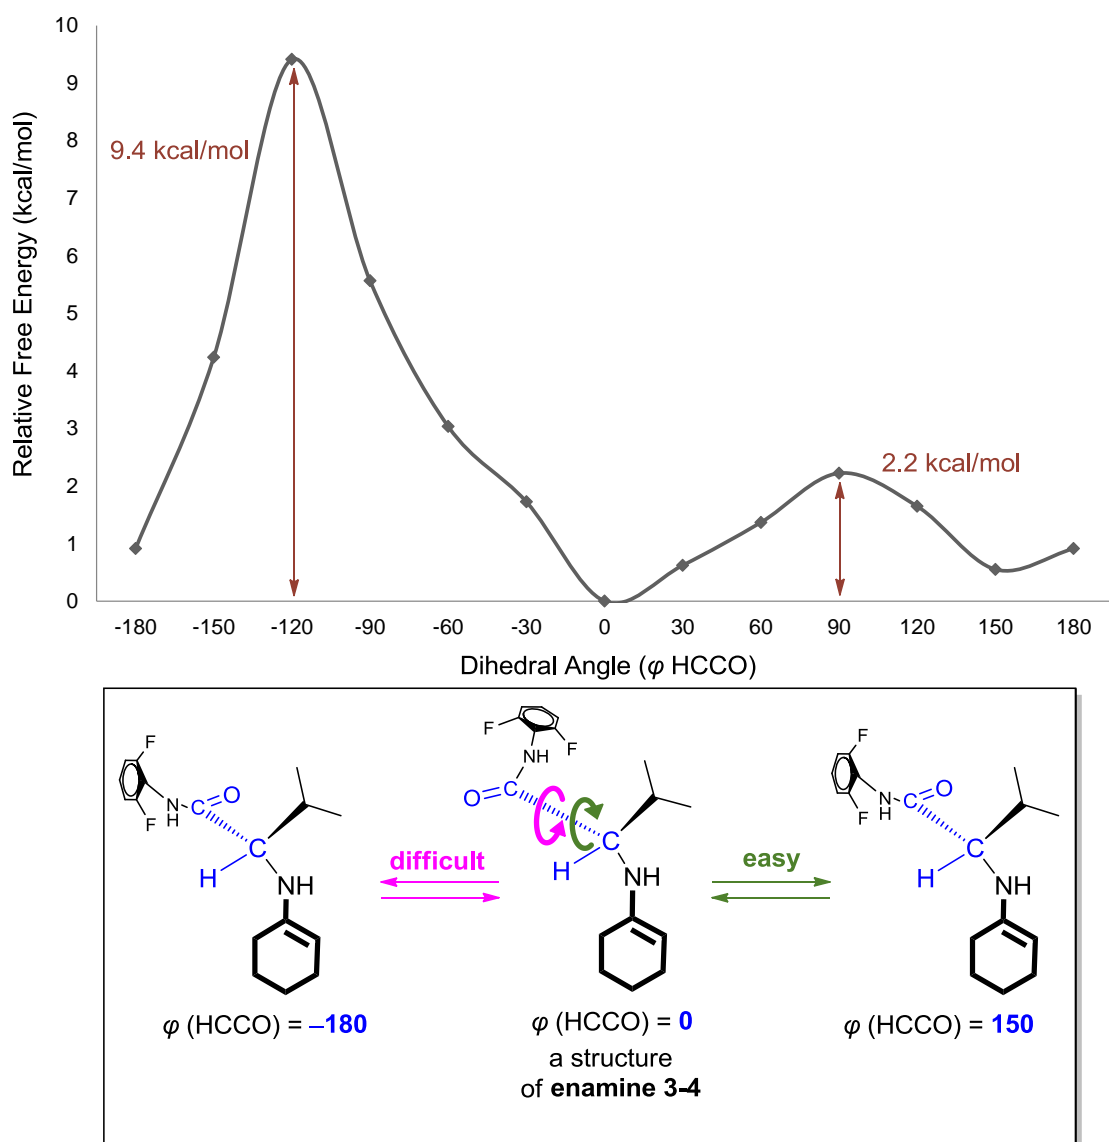 10
9
8
7
6
5
4
3
2
1
0
Relative Free Energy (kcal/mol)
9.4 kcal/mol
2.2 kcal/mol
-180 -150 -120 -90 -60 -30 0 30 60 90 120 150 180
Dihedral Angle (φ HCCO)
F
F
N
H
C
O
C
H
NH
φ (HCCO) = –180
difficult
F
F
NH
O
C
C
H
NH
φ (HCCO) = 0
a structure
of enamine 3-4
easy
F
F
N
H
C
O
C
H
NH
φ (HCCO) = 150